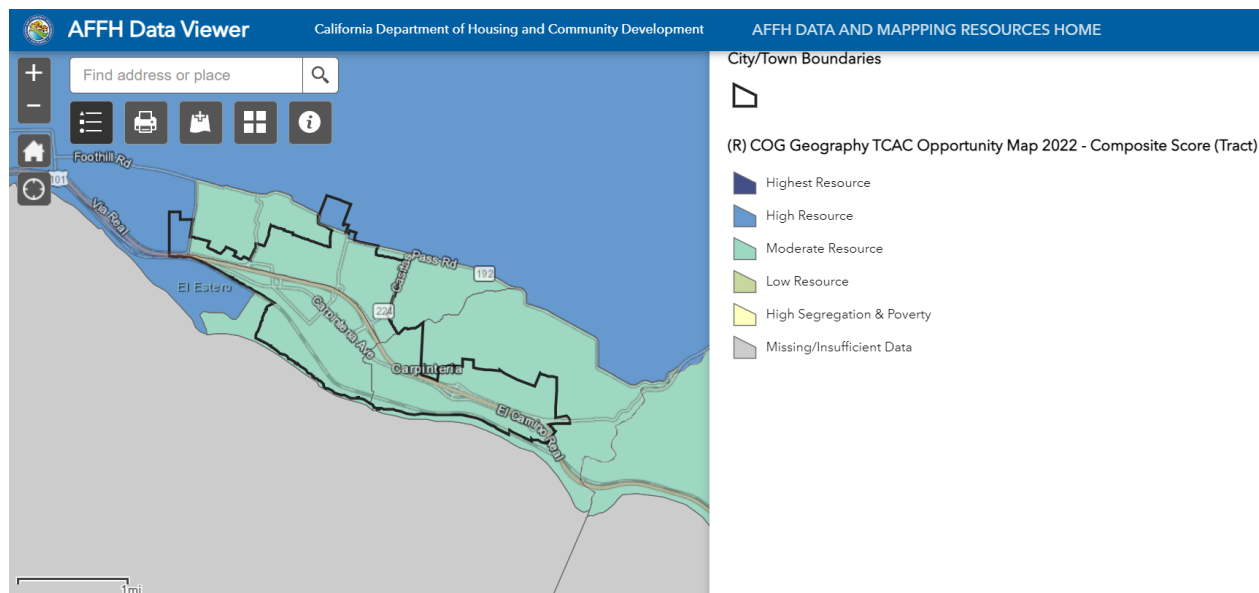 AFFH Data Viewer
California Department of Housing and Community Development
AFFH DATA AND MAPPPING RESOURCES HOME
Find address or place
Foothill Rd
101
Via Real
El Estero
Pass Rd
192
Casitas
224
Carpinteria Ave
Carpinteria
El Camino Real
1mi
City/Town Boundaries
(R) COG Geography TCAC Opportunity Map 2022 - Composite Score (Tract)
Highest Resource
High Resource
Moderate Resource
Low Resource
High Segregation & Poverty
Missing/Insufficient Data